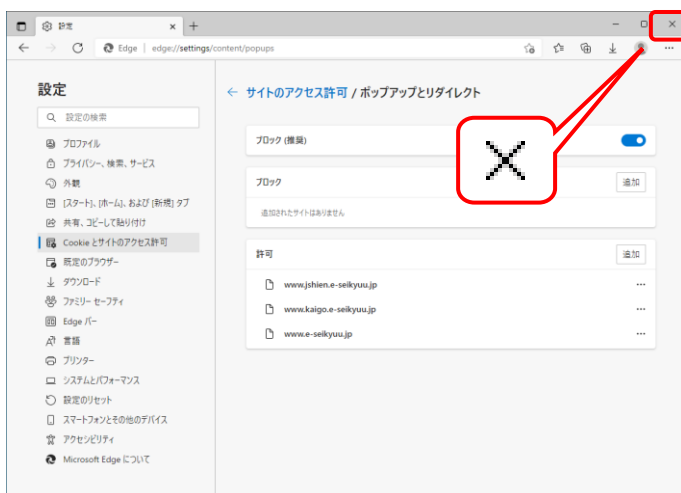 設定
Edge | edge://settings/content/popups
設定
設定の検索
プロファイル
プライバシー、検索、サービス
外観
[スタート]、[ホーム]、および [新規] タブ
共有、コピーして貼り付け
Cookie とサイトのアクセス許可
既定のブラウザー
ダウンロード
ファミリー セーフティ
Edge バー
言語
プリンター
システムとパフォーマンス
設定のリセット
スマートフォンとその他のデバイス
アクセシビリティ
Microsoft Edge について
サイトのアクセス許可 / ポップアップとリダイレクト
ブロック (推奨)
ブロック
追加
追加されたサイトはありません
許可
追加
www.jshien.e-seikyuu.jp
www.kaigo.e-seikyuu.jp
www.e-seikyuu.jp